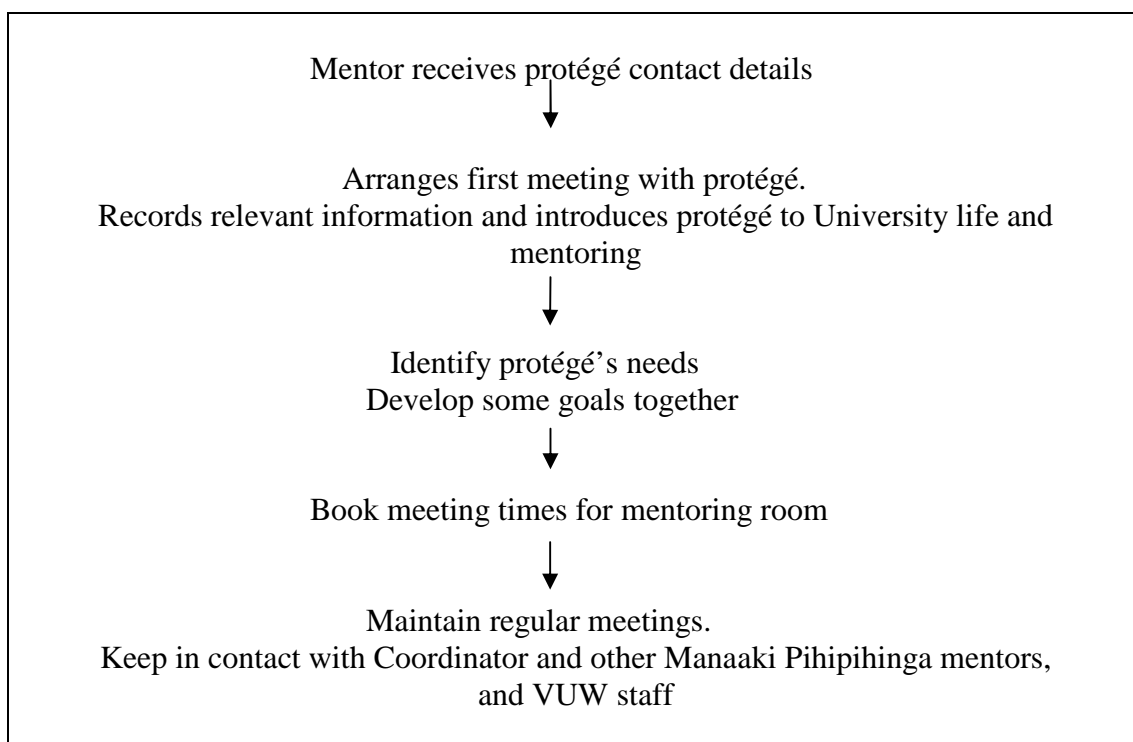 Mentor receives protégé contact details
Arranges first meeting with protégé.
Records relevant information and introduces protégé to University life and
mentoring
Identify protégé’s needs
Develop some goals together
Book meeting times for mentoring room
Maintain regular meetings.
Keep in contact with Coordinator and other Manaaki Pihipihinga mentors,
and VUW staff